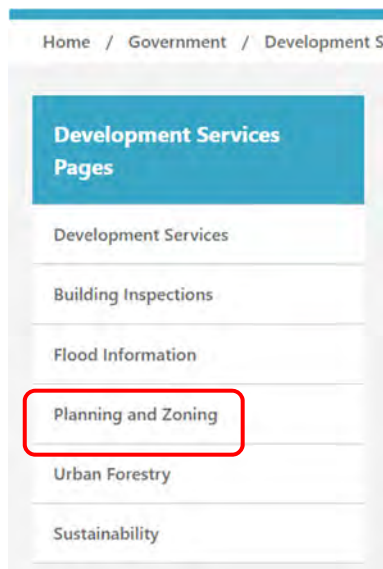 Home / Government / Development S
Development Services
Pages
Development Services
Building Inspections
Flood Information
Planning and Zoning
Urban Forestry
Sustainability